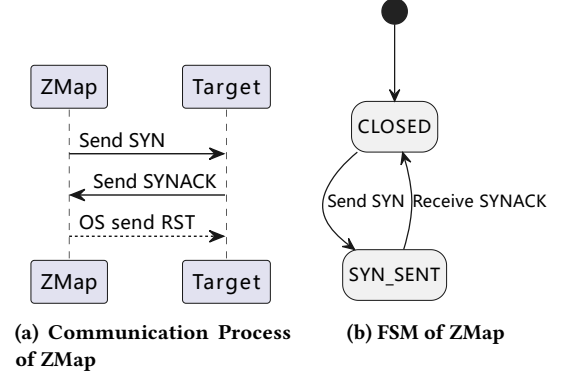 ZMap
Target
Send SYN
Send SYNACK
OS send RST
ZMap
Target
(a) Communication Process
of ZMap
CLOSED
Send SYN
Receive SYNACK
SYN_SENT
(b) FSM of ZMap